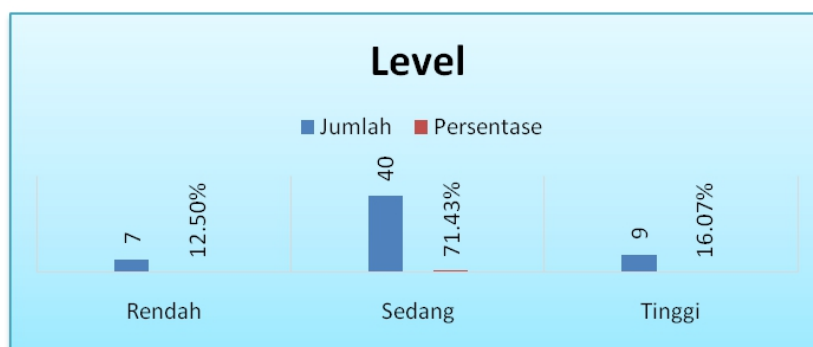 Level
Jumlah Persentase
7 12.50% 40 71.43% 9 16.07%
Rendah Sedang Tinggi